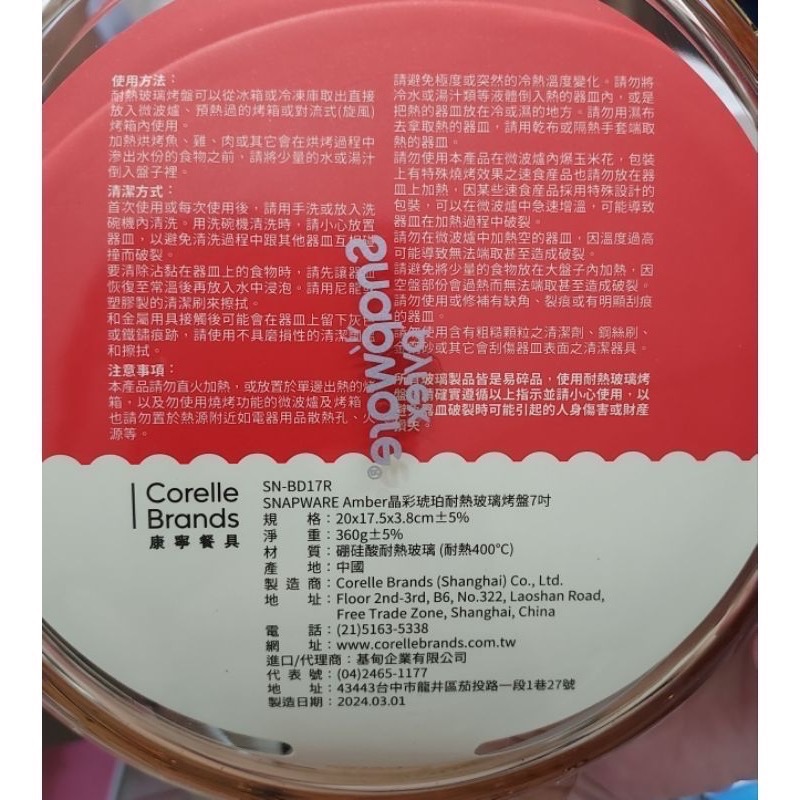 使用方法：
耐熱玻璃烤盤可以從冰箱或冷凍庫取出直接
放入微波爐、預熱過的烤箱或對流式(旋風)
烤箱內使用。
加熱烘烤魚、雞、肉或其它會在烘烤過程中
滲出水份的食物之前、請將少量的水或湯汁
倒入盤子裡。
清潔方式：
首次使用或每次使用後，請用手洗或放入洗
碗機內清洗。用洗碗機清洗時，請小心放置
器皿，以避免清洗過程中跟其他器皿互相碰
撞而破裂。
要清除沾黏在器皿上的食物時，請先讓器皿
恢復至常溫後再放入水中浸泡。請用尼龍或
塑膠製的清潔刷來擦拭。
和金屬用具接觸後可能會在器皿上留下灰色
或鐵鏽痕跡，請使用不具磨損性的清潔劑
和擦拭。
注意事項：
本產品請勿直火加熱，或放置於單邊出熱的烤
箱，以及勿使用燒烤功能的微波爐及烤箱，
也請勿置於熱源附近如電器用品散熱孔、火
源等。
請避免極度或突然的冷熱溫度變化。請勿將
冷水或湯汁類等液體倒入熱的器皿內，或是
把熱的器皿放在冷或濕的地方。請勿用濕布
去拿取熱的器皿，請用乾布或隔熱手套端取
熱的器皿。
請勿使用本產品在微波爐內爆玉米花，包裝
上有特殊燒烤效果之速食產品也請勿放在器
皿上加熱，因某些速食產品採用特殊設計的
包裝，可以在微波爐中急速增溫，可能導致
器皿在加熱過程中破裂。
請勿在微波爐中加熱空的器皿，因溫度過高
可能導致無法端取甚至造成破裂。
請避免將少量的食物放在大盤子內加熱，因
空盤部份會過熱而無法端取甚至造成破裂。
請勿使用或修補有缺角、裂痕或有明顯刮痕
的器皿。
請勿使用含有粗糙顆粒之清潔劑、鋼絲刷、
金鋼砂或其它會刮傷器皿表面之清潔器具。
所有玻璃製品皆是易碎品，使用耐熱玻璃烤
盤請確實遵循以上指示並請小心使用，以
避免器皿破裂時可能引起的人身傷害或財產
損失。
snapware®
Corelle
Brands
康寧餐具
SN-BD17R
SNAPWARE Amber晶彩琥珀耐熱玻璃烤盤7吋
規 格：20x17.5x3.8cm±5%
淨 重：360g±5%
材 質：硼硅酸耐熱玻璃 (耐熱400°C)
產 地：中國
製造商：Corelle Brands (Shanghai) Co., Ltd.
地 址：Floor 2nd-3rd, B6, No.322, Laoshan Road,
Free Trade Zone, Shanghai, China
電 話：(21)5163-5338
網 址：www.corellebrands.com.tw
進口/代理商：基甸企業有限公司
代表號：(04)2465-1177
地 址：43443台中市龍井區茄投路一段1巷27號
製造日期：2024.03.01